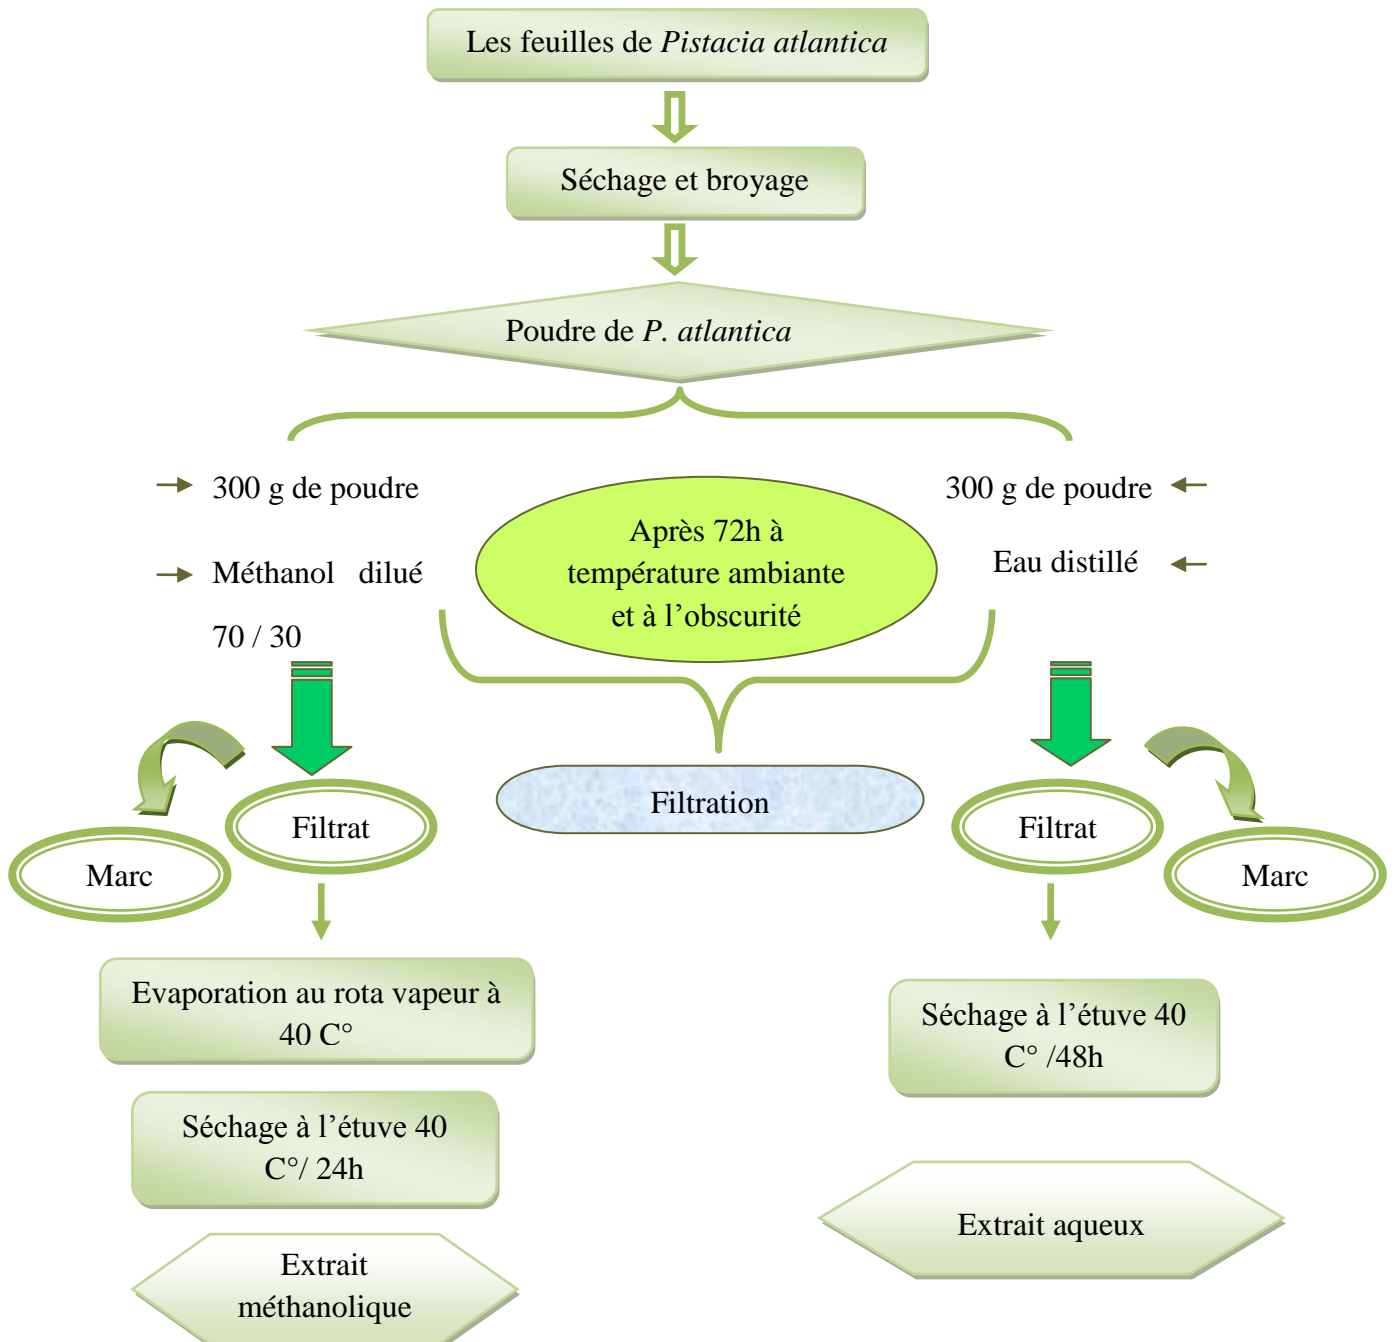 Les feuilles de Pistacia atlantica
Séchage et broyage
Poudre de P. atlantica
300 g de poudre
Méthanol dilué
70 / 30
Après 72h à
température ambiante
et à l’obscurité
300 g de poudre
Eau distillé
Filtration
Filtrat
Marc
Filtrat
Marc
Evaporation au rota vapeur à
40 C°
Séchage à l’étuve 40
C°/ 24h
Extrait
méthanolique
Séchage à l’étuve 40
C° /48h
Extrait aqueux